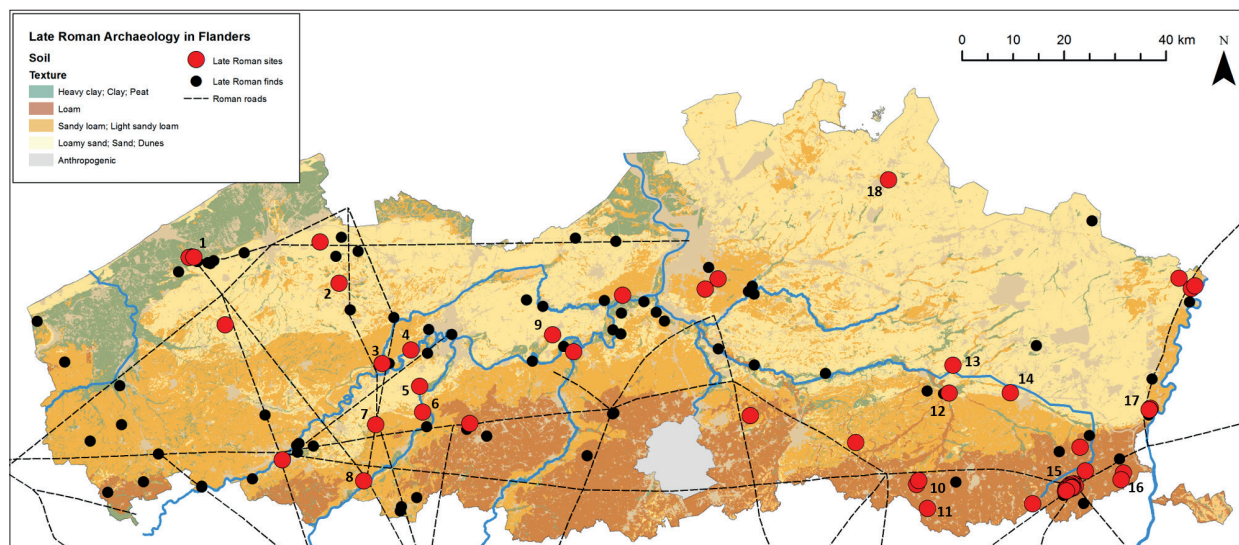 Late Roman Archaeology in Flanders
Soil
Texture
Heavy clay; Clay; Peat
Loam
Sandy loam; Light sandy loam
Loamy sand; Sand; Dunes
Anthropogenic
Late Roman sites
Late Roman finds
Roman roads
0 10 20 40 km
N
18
1
2
9
4
3
13
5
14
12
6
17
7
15
8
10
16
11